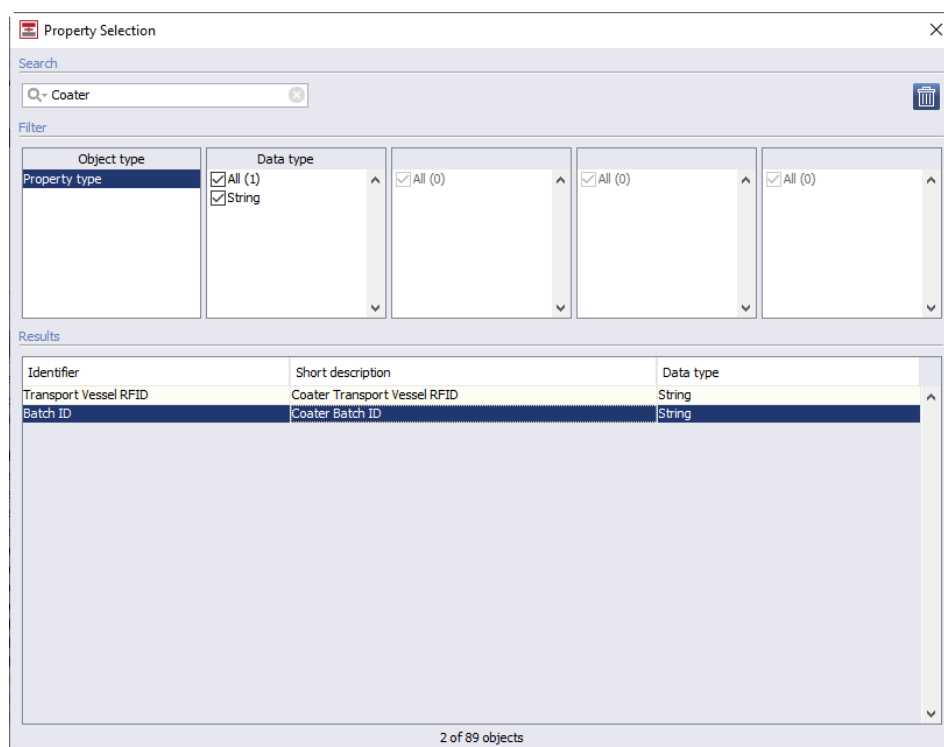 Property Selection
Search
Coater
Filter
Object type Data type
Property type All (1) All (0) All (0) All (0)
String
Results
Identifier Short description Data type
Transport Vessel RFID Coater Transport Vessel RFID String
Batch ID Coater Batch ID String
2 of 89 objects